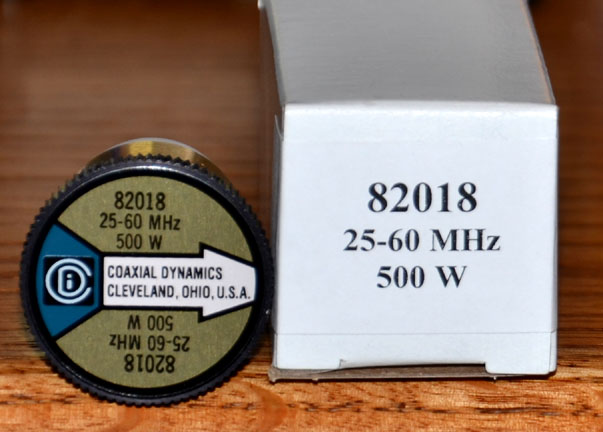 82018
25-60 MHz
500 W
COAXIAL DYNAMICS
CLEVELAND, OHIO, U.S.A.
500 W
25-60 MHz
82018
82018
25-60 MHz
500 W